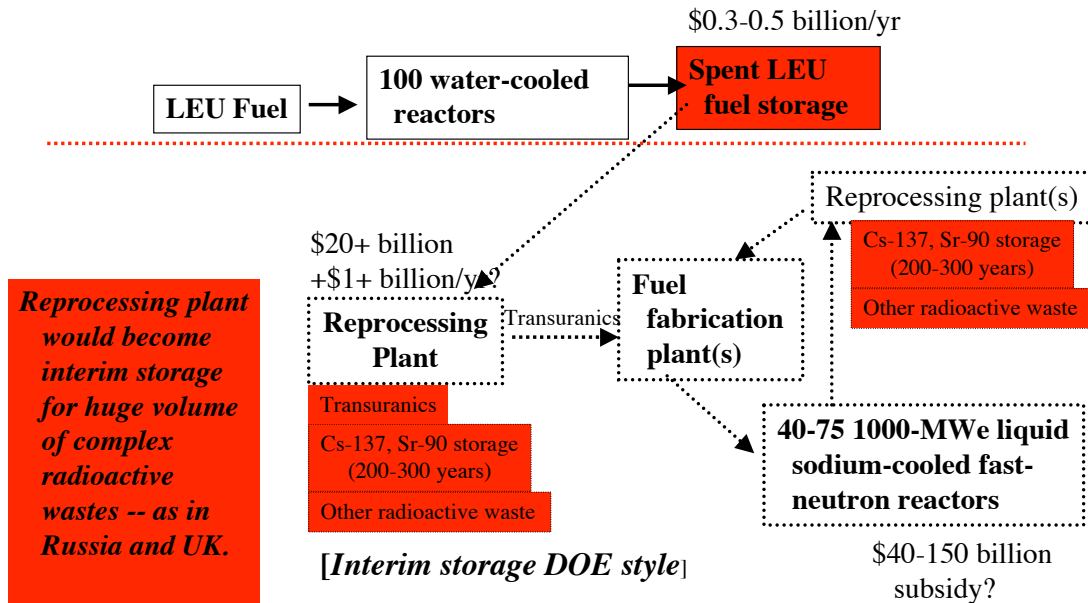 $0.3-0.5 billion/yr
LEU Fuel
100 water-cooled
reactors
Spent LEU
fuel storage
Reprocessing plant(s)
Cs-137, Sr-90 storage
(200-300 years)
Other radioactive waste
$20+ billion
+$1+ billion/yr?
Reprocessing
Plant
Transuranics
Fuel
fabrication
plant(s)
Transuranics
Cs-137, Sr-90 storage
(200-300 years)
Other radioactive waste
40-75 1000-MWe liquid
sodium-cooled fast-
neutron reactors
Reprocessing plant
would become
interim storage
for huge volume
of complex
radioactive
wastes -- as in
Russia and UK.
[Interim storage DOE style]
$40-150 billion
subsidy?